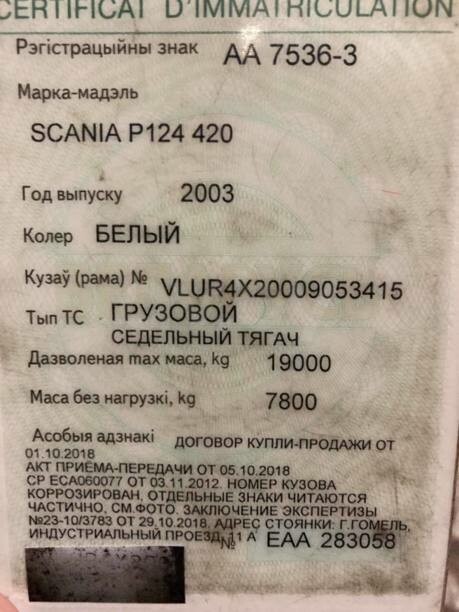 CERTIFICAT D'IMMATRICULATION
Рэгістрацыйны знак AA 7536-3
Марка-мадэль
SCANIA P124 420
Год выпуску 2003
Колер БЕЛЫЙ
Кузаў (рама) № VLUR4X20009053415
Тып ТС ГРУЗОВОЙ
СЕДЕЛЬНЫЙ ТЯГАЧ
Дазволеная max маса, kg 19000
Маса без нагрузкі, kg 7800
Асобыя адзнакі ДОГОВОР КУПЛИ-ПРОДАЖИ ОТ
01.10.2018
АКТ ПРИЁМА-ПЕРЕДАЧИ ОТ 05.10.2018
СР ЕСА060077 ОТ 03.11.2012. НОМЕР КУЗОВА
КОРРОЗИРОВАН, ОТДЕЛЬНЫЕ ЗНАКИ ЧИТАЮТСЯ
ЧАСТИЧНО, СМ.ФОТО. ЗАКЛЮЧЕНИЕ ЭКСПЕРТИЗЫ
№23-10/3783 ОТ 29.10.2018. АДРЕС СТОЯНКИ: Г.ГОМЕЛЬ,
ИНДУСТРИАЛЬНЫЙ ПРОЕЗД, 11 А
№ EAA 283058